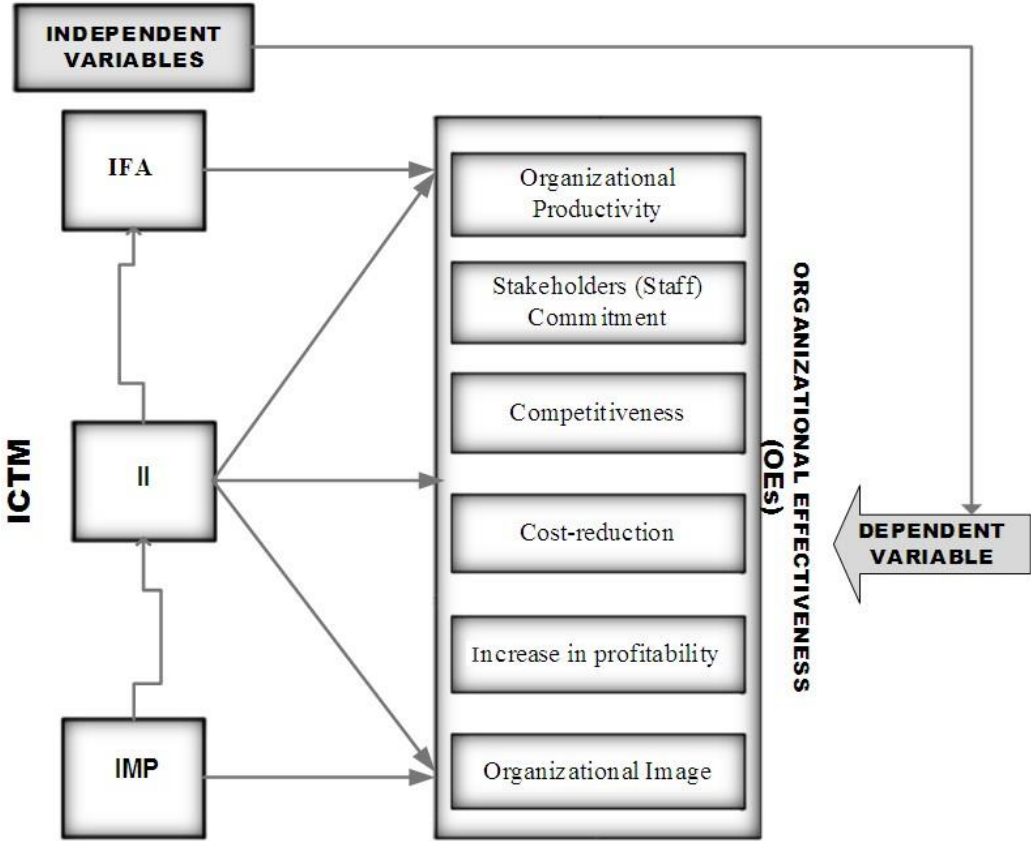 INDEPENDENT
VARIABLES
IFA
II
IMP
ICTM
Organizational
Productivity
Stakeholders (Staff)
Commitment
Competitiveness
Cost-reduction
Increase in profitability
Organizational Image
ORGANIZATIONAL EFFECTIVENESS
(OEs)
DEPENDENT
VARIABLE